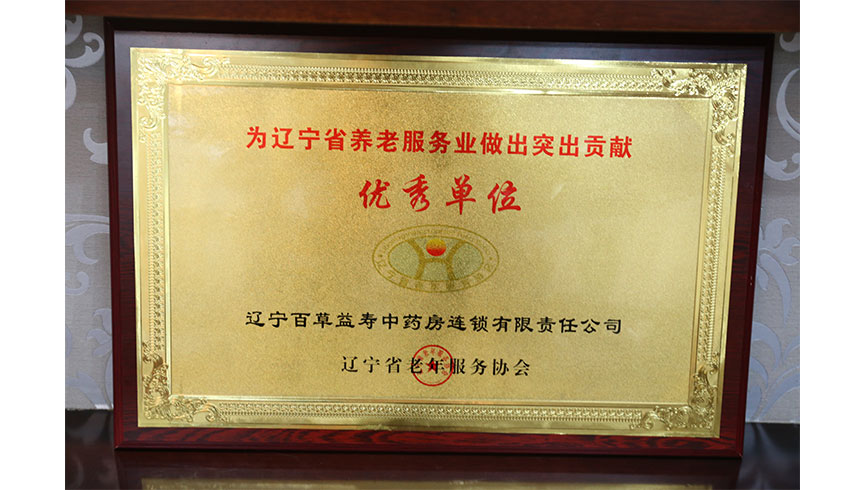 为辽宁省养老服务业做出突出贡献
优秀单位
辽宁百草益寿中药房连锁有限责任公司
辽宁省老年服务协会